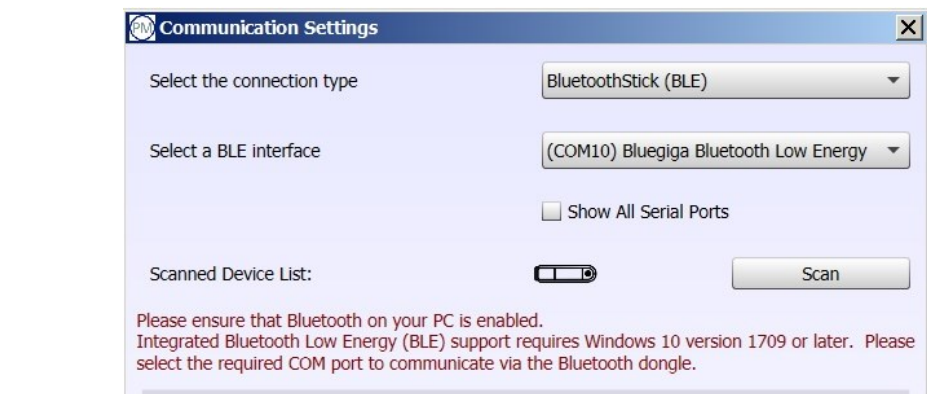 PM Communication Settings
Select the connection type BluetoothStick (BLE)
Select a BLE interface (COM10) Bluegiga Bluetooth Low Energy
Show All Serial Ports
Scanned Device List: Scan
Please ensure that Bluetooth on your PC is enabled.
Integrated Bluetooth Low Energy (BLE) support requires Windows 10 version 1709 or later. Please
select the required COM port to communicate via the Bluetooth dongle.